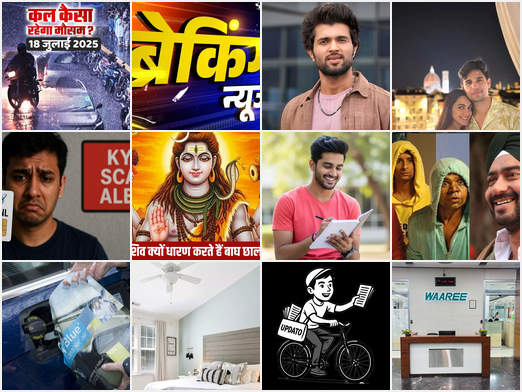 कल कैसा
रहेगा मौसम ?
18 जुलाई 2025
ब्रेकिंग
न्यूज
KY
SCA
ALE
शिव क्यों धारण करते हैं बाघ छाल
Blue
UPDATO
WAAREE